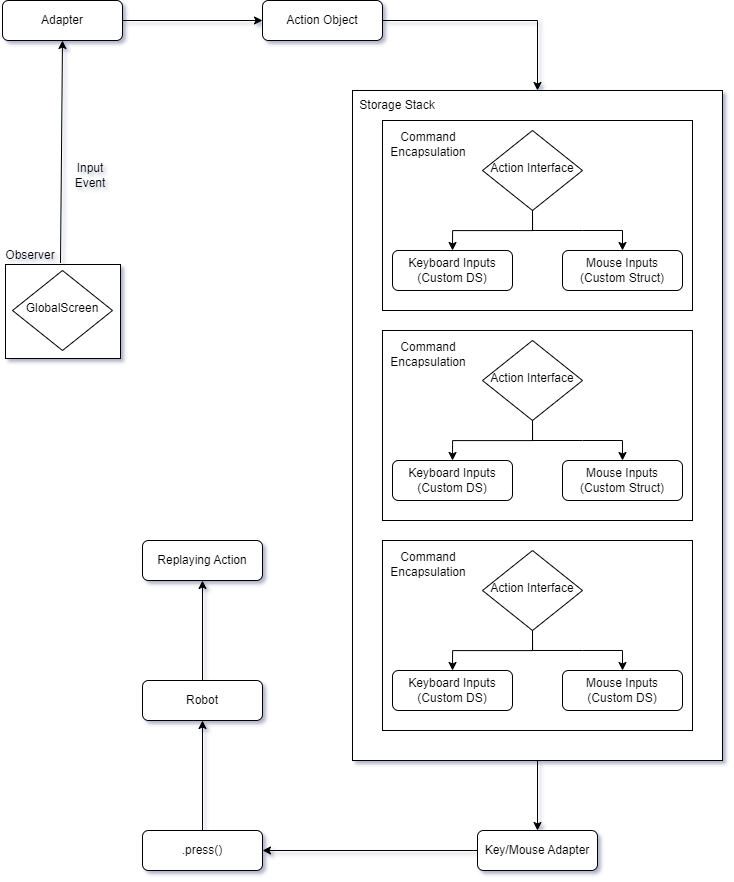 Adapter
Action Object
Storage Stack
Command
Encapsulation
Action Interface
Keyboard Inputs
(Custom DS)
Mouse Inputs
(Custom Struct)
Input
Event
Observer
GlobalScreen
Command
Encapsulation
Action Interface
Keyboard Inputs
(Custom DS)
Mouse Inputs
(Custom Struct)
Command
Encapsulation
Action Interface
Keyboard Inputs
(Custom DS)
Mouse Inputs
(Custom DS)
Replaying Action
Robot
.press()
Key/Mouse Adapter